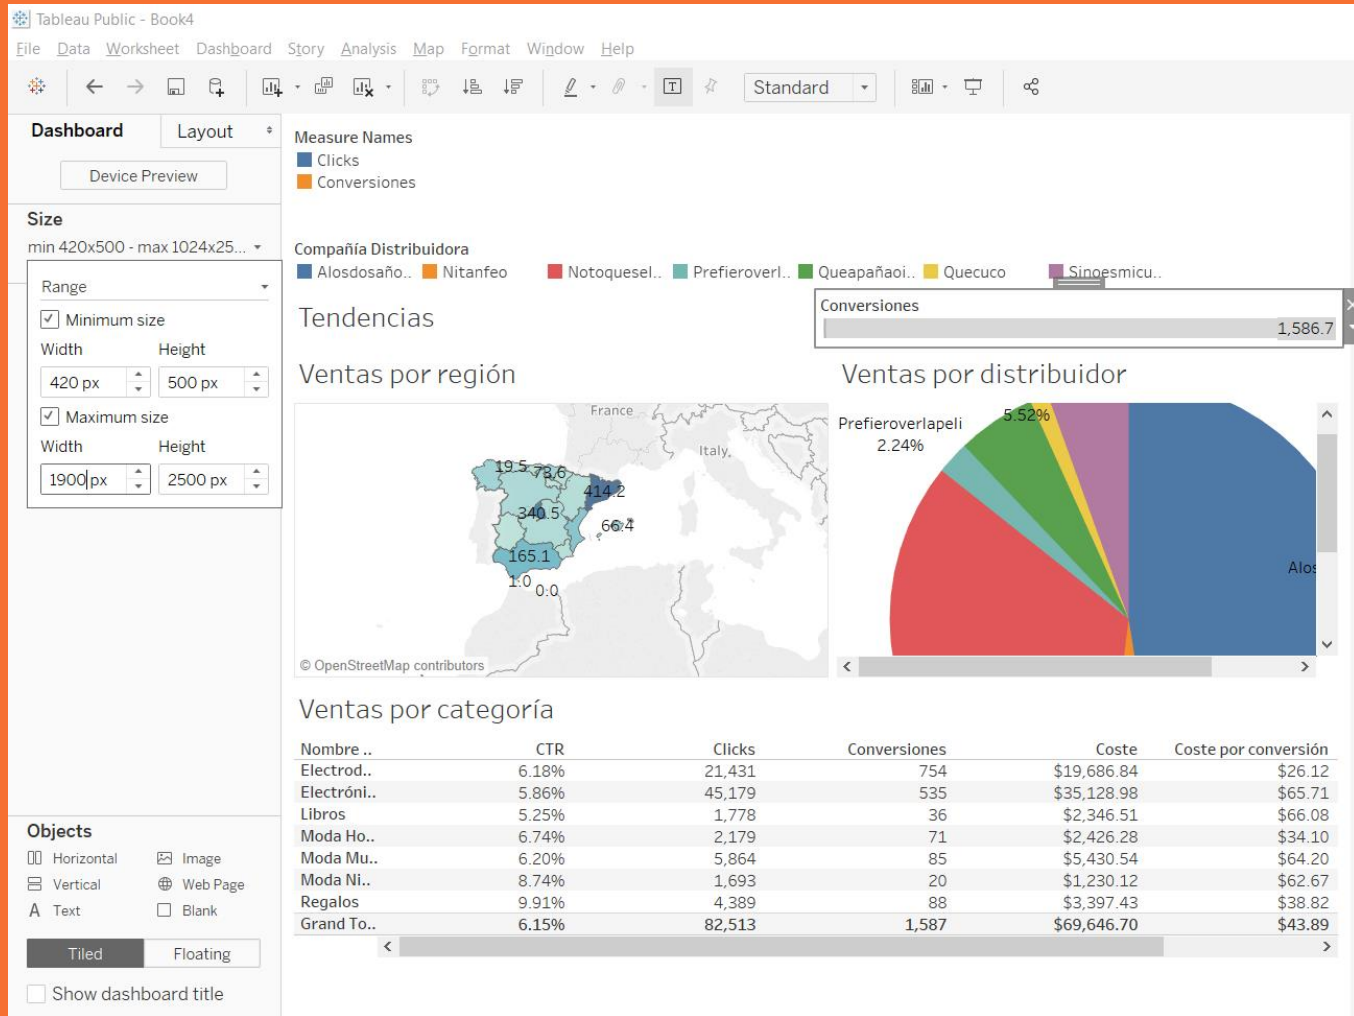 Tableau Public - Book4
File Data Worksheet Dashboard Story Analysis Map Format Window Help
Standard
Dashboard Layout
Device Preview
Size
min 420x500 - max 1024x25...
Range
Minimum size
Width Height
420 px 500 px
Maximum size
Width Height
1900 px 2500 px
Objects
Horizontal Image
Vertical Web Page
A Text Blank
Tiled Floating
Show dashboard title
Measure Names
Clicks
Conversiones
Compañía Distribuidora
Alosdosaño.. Nitanfeo Notoquesel.. Prefieroverl.. Queapañaoi.. Quecuco Sinoesmicu..
Tendencias
Conversiones
1,586.7
Ventas por región
France
Italy
19.5 73.6
414.2
340.5
66.4
165.1
1.0
0.0
© OpenStreetMap contributors
Ventas por distribuidor
Prefieroverlapeli
2.24%
5.52%
Alos
Ventas por categoría
Nombre .. CTR Clicks Conversiones Coste Coste por conversión
Electrod.. 6.18% 21,431 754 $19,686.84 $26.12
Electróni.. 5.86% 45,179 535 $35,128.98 $65.71
Libros 5.25% 1,778 36 $2,346.51 $66.08
Moda Ho.. 6.74% 2,179 71 $2,426.28 $34.10
Moda Mu.. 6.20% 5,864 85 $5,430.54 $64.20
Moda Ni.. 8.74% 1,693 20 $1,230.12 $62.67
Regalos 9.91% 4,389 88 $3,397.43 $38.82
Grand To.. 6.15% 82,513 1,587 $69,646.70 $43.89